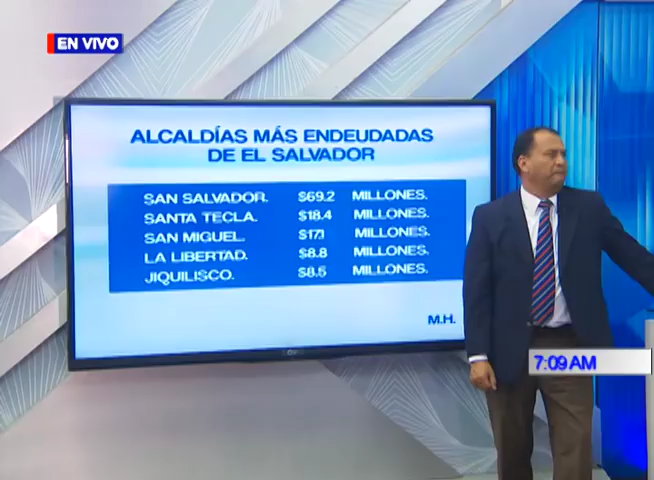 EN VIVO
ALCALDÍAS MÁS ENDEUDADAS
DE EL SALVADOR
SAN SALVADOR. $69.2 MILLONES.
SANTA TECLA. $18.4 MILLONES.
SAN MIGUEL. $17.1 MILLONES.
LA LIBERTAD. $8.8 MILLONES.
JIQUILISCO. $8.5 MILLONES.
M.H.
7:09 AM